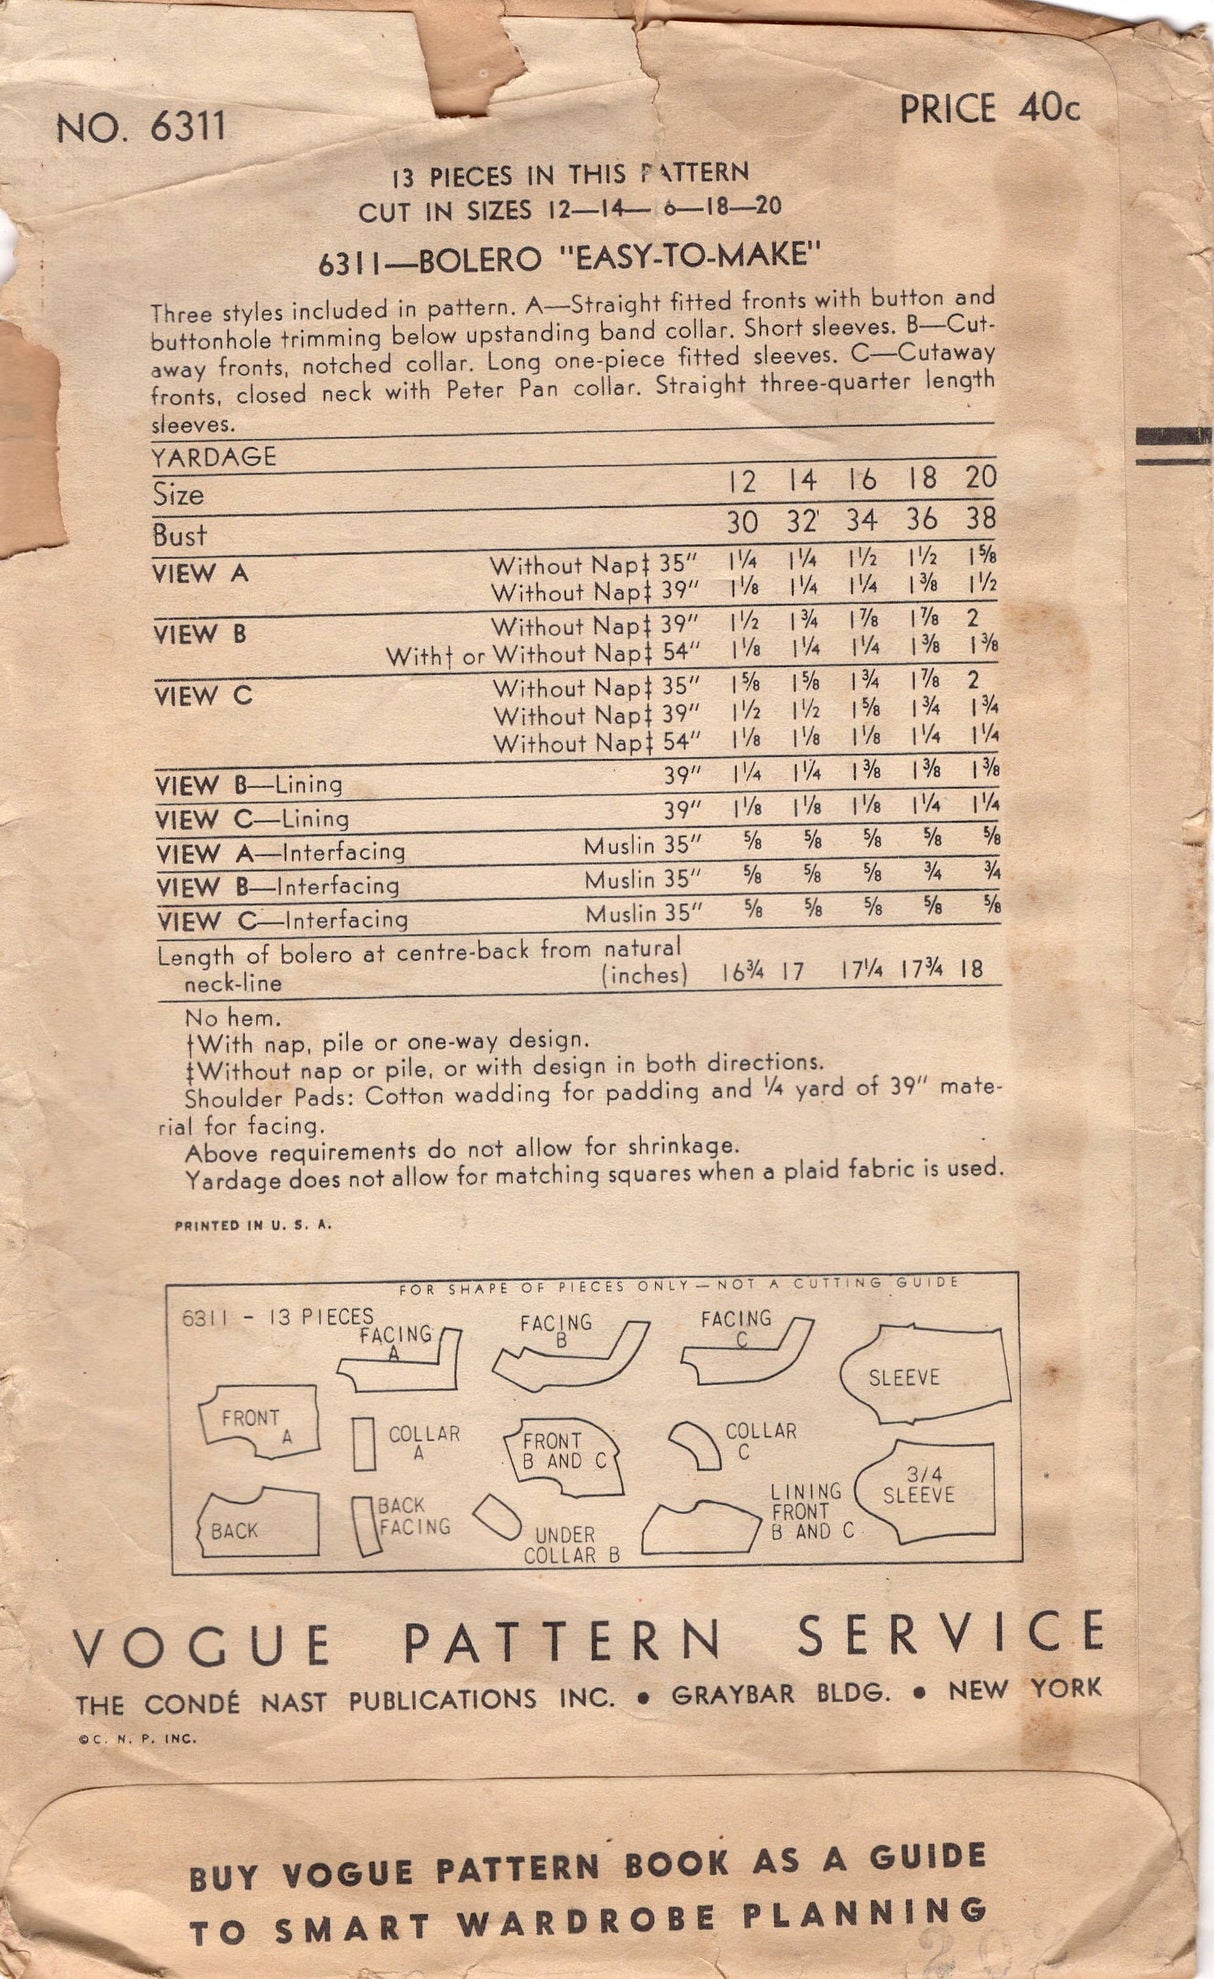 NO. 6311
PRICE 40c
13 PIECES IN THIS PATTERN
CUT IN SIZES 12—14—16—18—20
6311—BOLERO "EASY-TO-MAKE"
Three styles included in pattern. A—Straight fitted fronts with button and
buttonhole trimming below upstanding band collar. Short sleeves. B—Cut-
away fronts, notched collar. Long one-piece fitted sleeves. C—Cutaway
fronts, closed neck with Peter Pan collar. Straight three-quarter length
sleeves.
YARDAGE
Size 12 14 16 18 20
Bust 30 32 34 36 38
VIEW A Without Nap‡ 35" 1¼ 1¼ 1½ 1½ 1⅝
Without Nap‡ 39" 1⅛ 1¼ 1¼ 1⅜ 1½
VIEW B Without Nap‡ 39" 1½ 1¾ 1⅞ 1⅞ 2
With† or Without Nap‡ 54" 1⅛ 1¼ 1¼ 1⅜ 1⅜
VIEW C Without Nap‡ 35" 1⅝ 1⅝ 1¾ 1⅞ 2
Without Nap‡ 39" 1½ 1½ 1⅝ 1¾ 1¾
Without Nap‡ 54" 1⅛ 1⅛ 1⅛ 1¼ 1¼
VIEW B—Lining 39" 1¼ 1¼ 1⅜ 1⅜ 1⅜
VIEW C—Lining 39" 1⅛ 1⅛ 1⅛ 1¼ 1¼
VIEW A—Interfacing Muslin 35" ⅝ ⅝ ⅝ ⅝ ⅝
VIEW B—Interfacing Muslin 35" ⅝ ⅝ ⅝ ¾ ¾
VIEW C—Interfacing Muslin 35" ⅝ ⅝ ⅝ ⅝ ⅝
Length of bolero at centre-back from natural
neck-line (inches) 16¾ 17 17¼ 17¾ 18
No hem.
†With nap, pile or one-way design.
‡Without nap or pile, or with design in both directions.
Shoulder Pads: Cotton wadding for padding and ¼ yard of 39" mate-
rial for facing.
Above requirements do not allow for shrinkage.
Yardage does not allow for matching squares when a plaid fabric is used.
PRINTED IN U. S. A.
FOR SHAPE OF PIECES ONLY—NOT A CUTTING GUIDE
6311 - 13 PIECES
FACING
A
FACING
B
FACING
C
SLEEVE
FRONT
A
COLLAR
A
FRONT
B AND C
COLLAR
C
3/4
SLEEVE
BACK
BACK
FACING
UNDER
COLLAR B
LINING
FRONT
B AND C
VOGUE PATTERN SERVICE
THE CONDÉ NAST PUBLICATIONS INC. • GRAYBAR BLDG. • NEW YORK
©C. N. P. INC.
BUY VOGUE PATTERN BOOK AS A GUIDE
TO SMART WARDROBE PLANNING